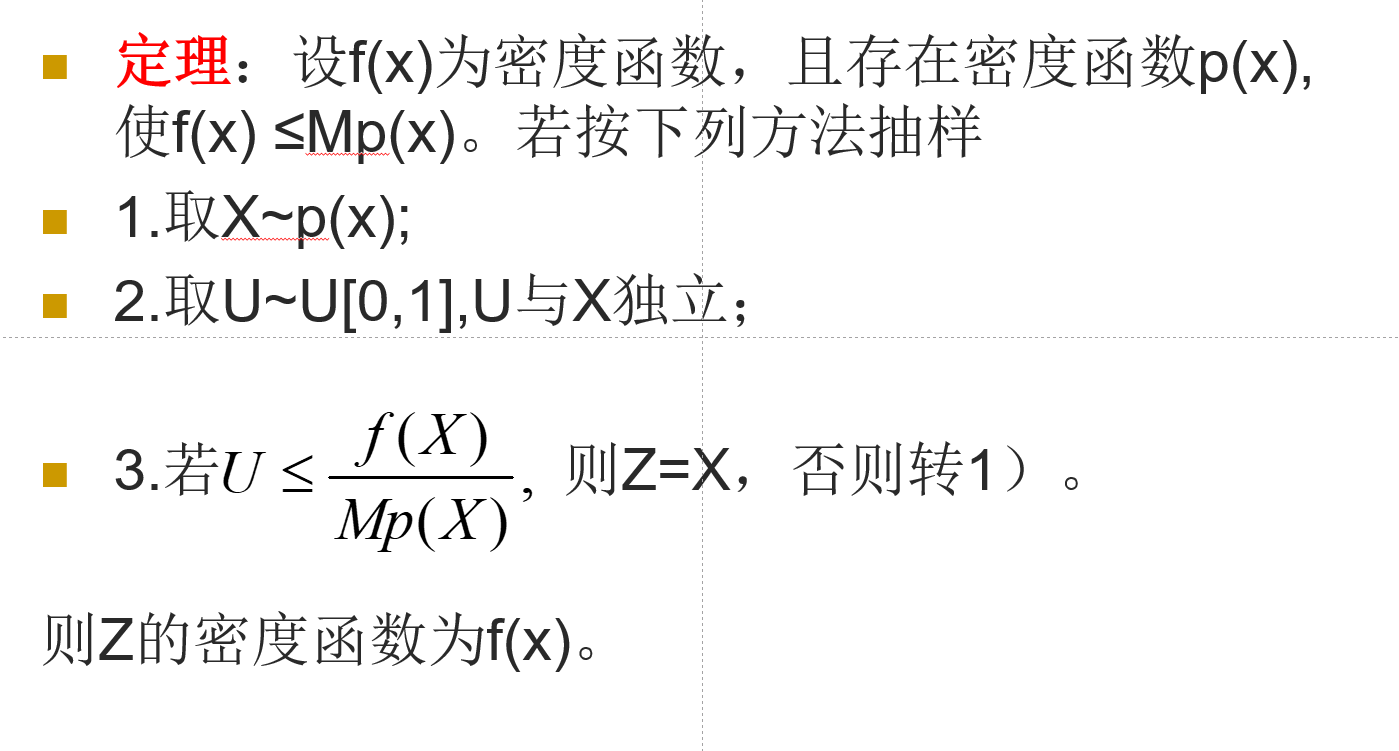 ■ 定理：设f(x)为密度函数，且存在密度函数p(x),
使f(x) ≤Mp(x)。若按下列方法抽样
■ 1.取X~p(x);
■ 2.取U~U[0,1],U与X独立；
■ 3.若U ≤ f(X)/Mp(X), 则Z=X，否则转1）。
则Z的密度函数为f(x)。